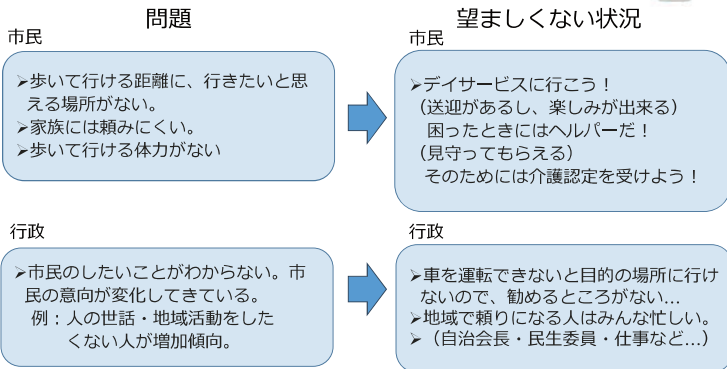 問題
望ましくない状況
市民
➢歩いて行ける距離に、行きたいと思
える場所がない。
➢家族には頼みにくい。
➢歩いて行ける体力がない
市民
➢デイサービスに行こう！
（送迎があるし、楽しみが出来る）
困ったときにはヘルパーだ！
（見守ってもらえる）
そのためには介護認定を受けよう！
行政
➢市民のしたいことがわからない。市
民の意向が変化してきている。
例：人の世話・地域活動をした
くない人が増加傾向。
行政
➢車を運転できないと目的の場所に行け
ないので、勧めるところがない…
➢地域で頼りになる人はみんな忙しい。
➢（自治会長・民生委員・仕事など…）